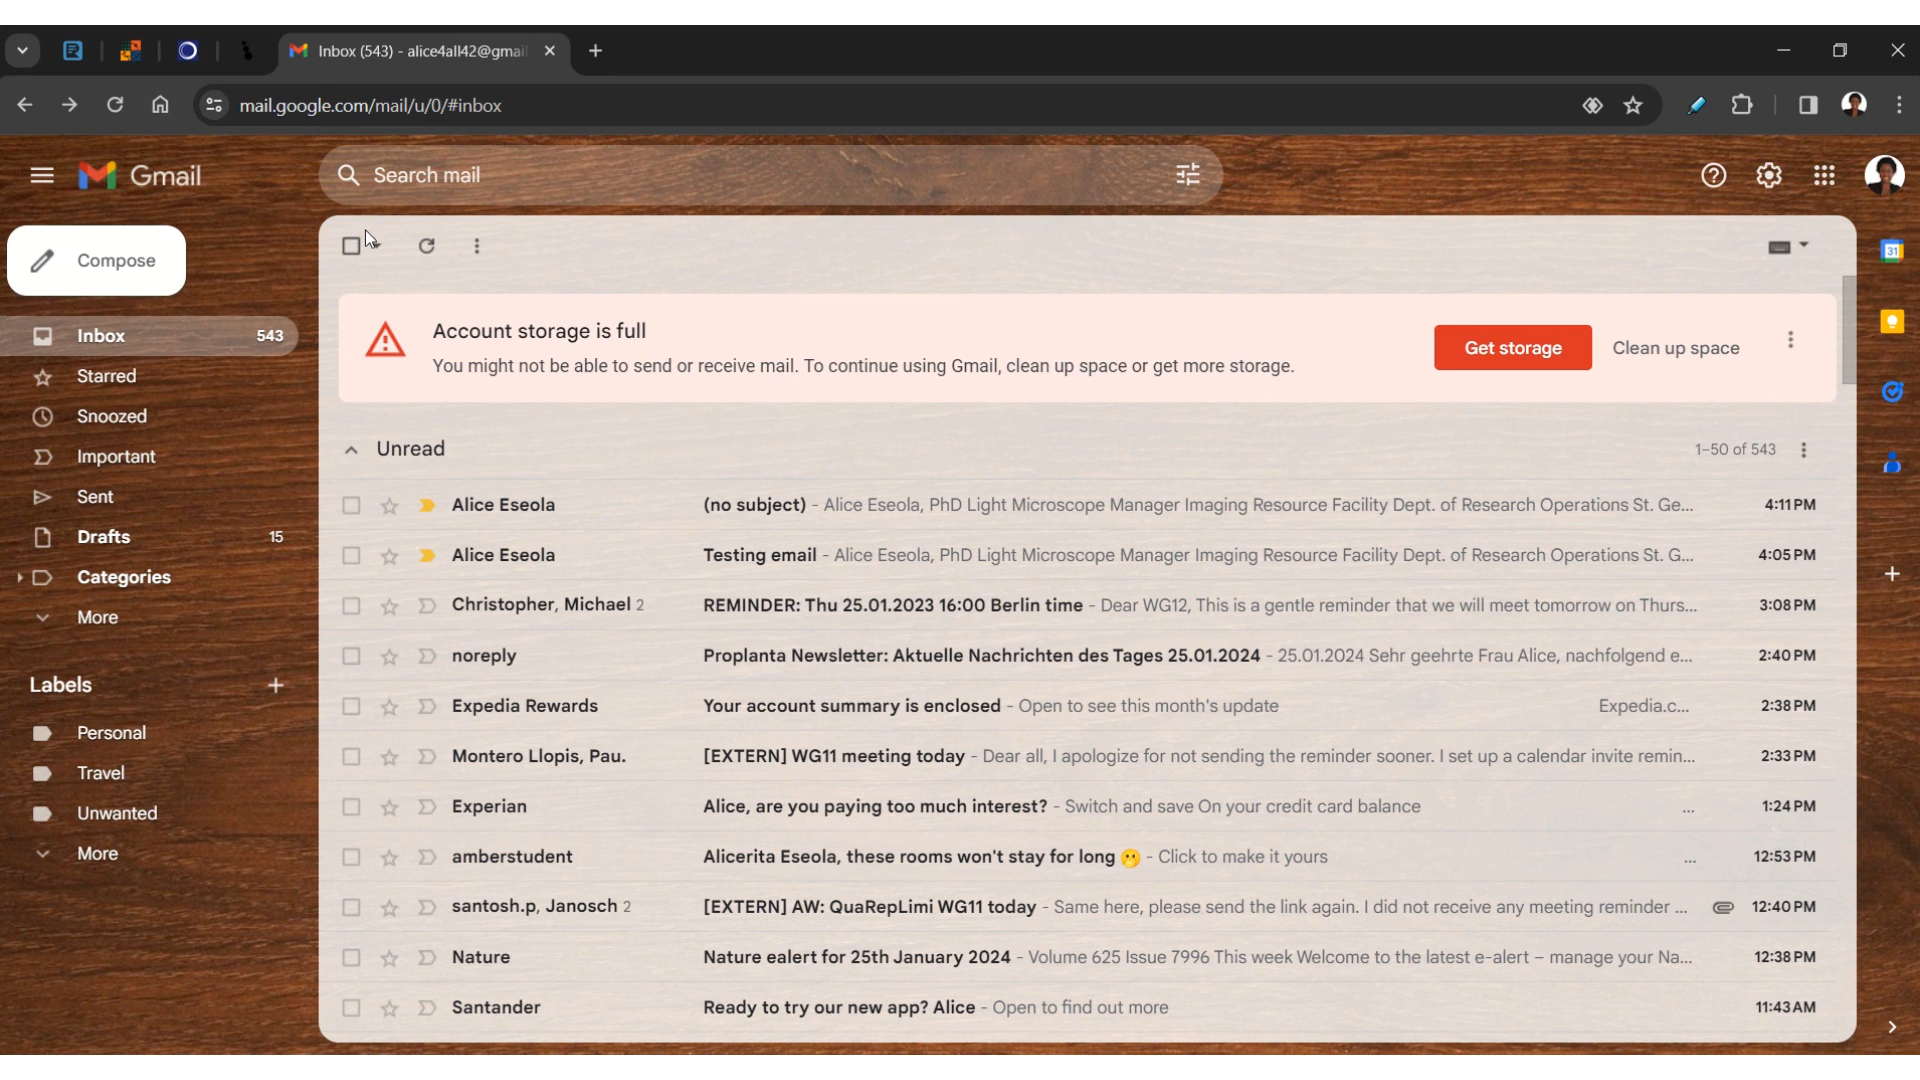 Inbox (543) - alice4all42@gmai
mail.google.com/mail/u/0/#inbox
Gmail
Search mail
Compose
Inbox 543
Starred
Snoozed
Important
Sent
Drafts 15
Categories
More
Labels
Personal
Travel
Unwanted
More
Account storage is full
You might not be able to send or receive mail. To continue using Gmail, clean up space or get more storage.
Get storage
Clean up space
Unread 1–50 of 543
Alice Eseola (no subject) - Alice Eseola, PhD Light Microscope Manager Imaging Resource Facility Dept. of Research Operations St. Ge... 4:11 PM
Alice Eseola Testing email - Alice Eseola, PhD Light Microscope Manager Imaging Resource Facility Dept. of Research Operations St. G... 4:05 PM
Christopher, Michael 2 REMINDER: Thu 25.01.2023 16:00 Berlin time - Dear WG12, This is a gentle reminder that we will meet tomorrow on Thurs... 3:08 PM
noreply Proplanta Newsletter: Aktuelle Nachrichten des Tages 25.01.2024 - 25.01.2024 Sehr geehrte Frau Alice, nachfolgend e... 2:40 PM
Expedia Rewards Your account summary is enclosed - Open to see this month's update Expedia.c... 2:38 PM
Montero Llopis, Pau. [EXTERN] WG11 meeting today - Dear all, I apologize for not sending the reminder sooner. I set up a calendar invite remin... 2:33 PM
Experian Alice, are you paying too much interest? - Switch and save On your credit card balance ... 1:24 PM
amberstudent Alicerita Eseola, these rooms won't stay for long 🤫 - Click to make it yours ... 12:53 PM
santosh.p, Janosch 2 [EXTERN] AW: QuaRepLimi WG11 today - Same here, please send the link again. I did not receive any meeting reminder ... 12:40 PM
Nature Nature ealert for 25th January 2024 - Volume 625 Issue 7996 This week Welcome to the latest e-alert – manage your Na... 12:38 PM
Santander Ready to try our new app? Alice - Open to find out more 11:43 AM
31